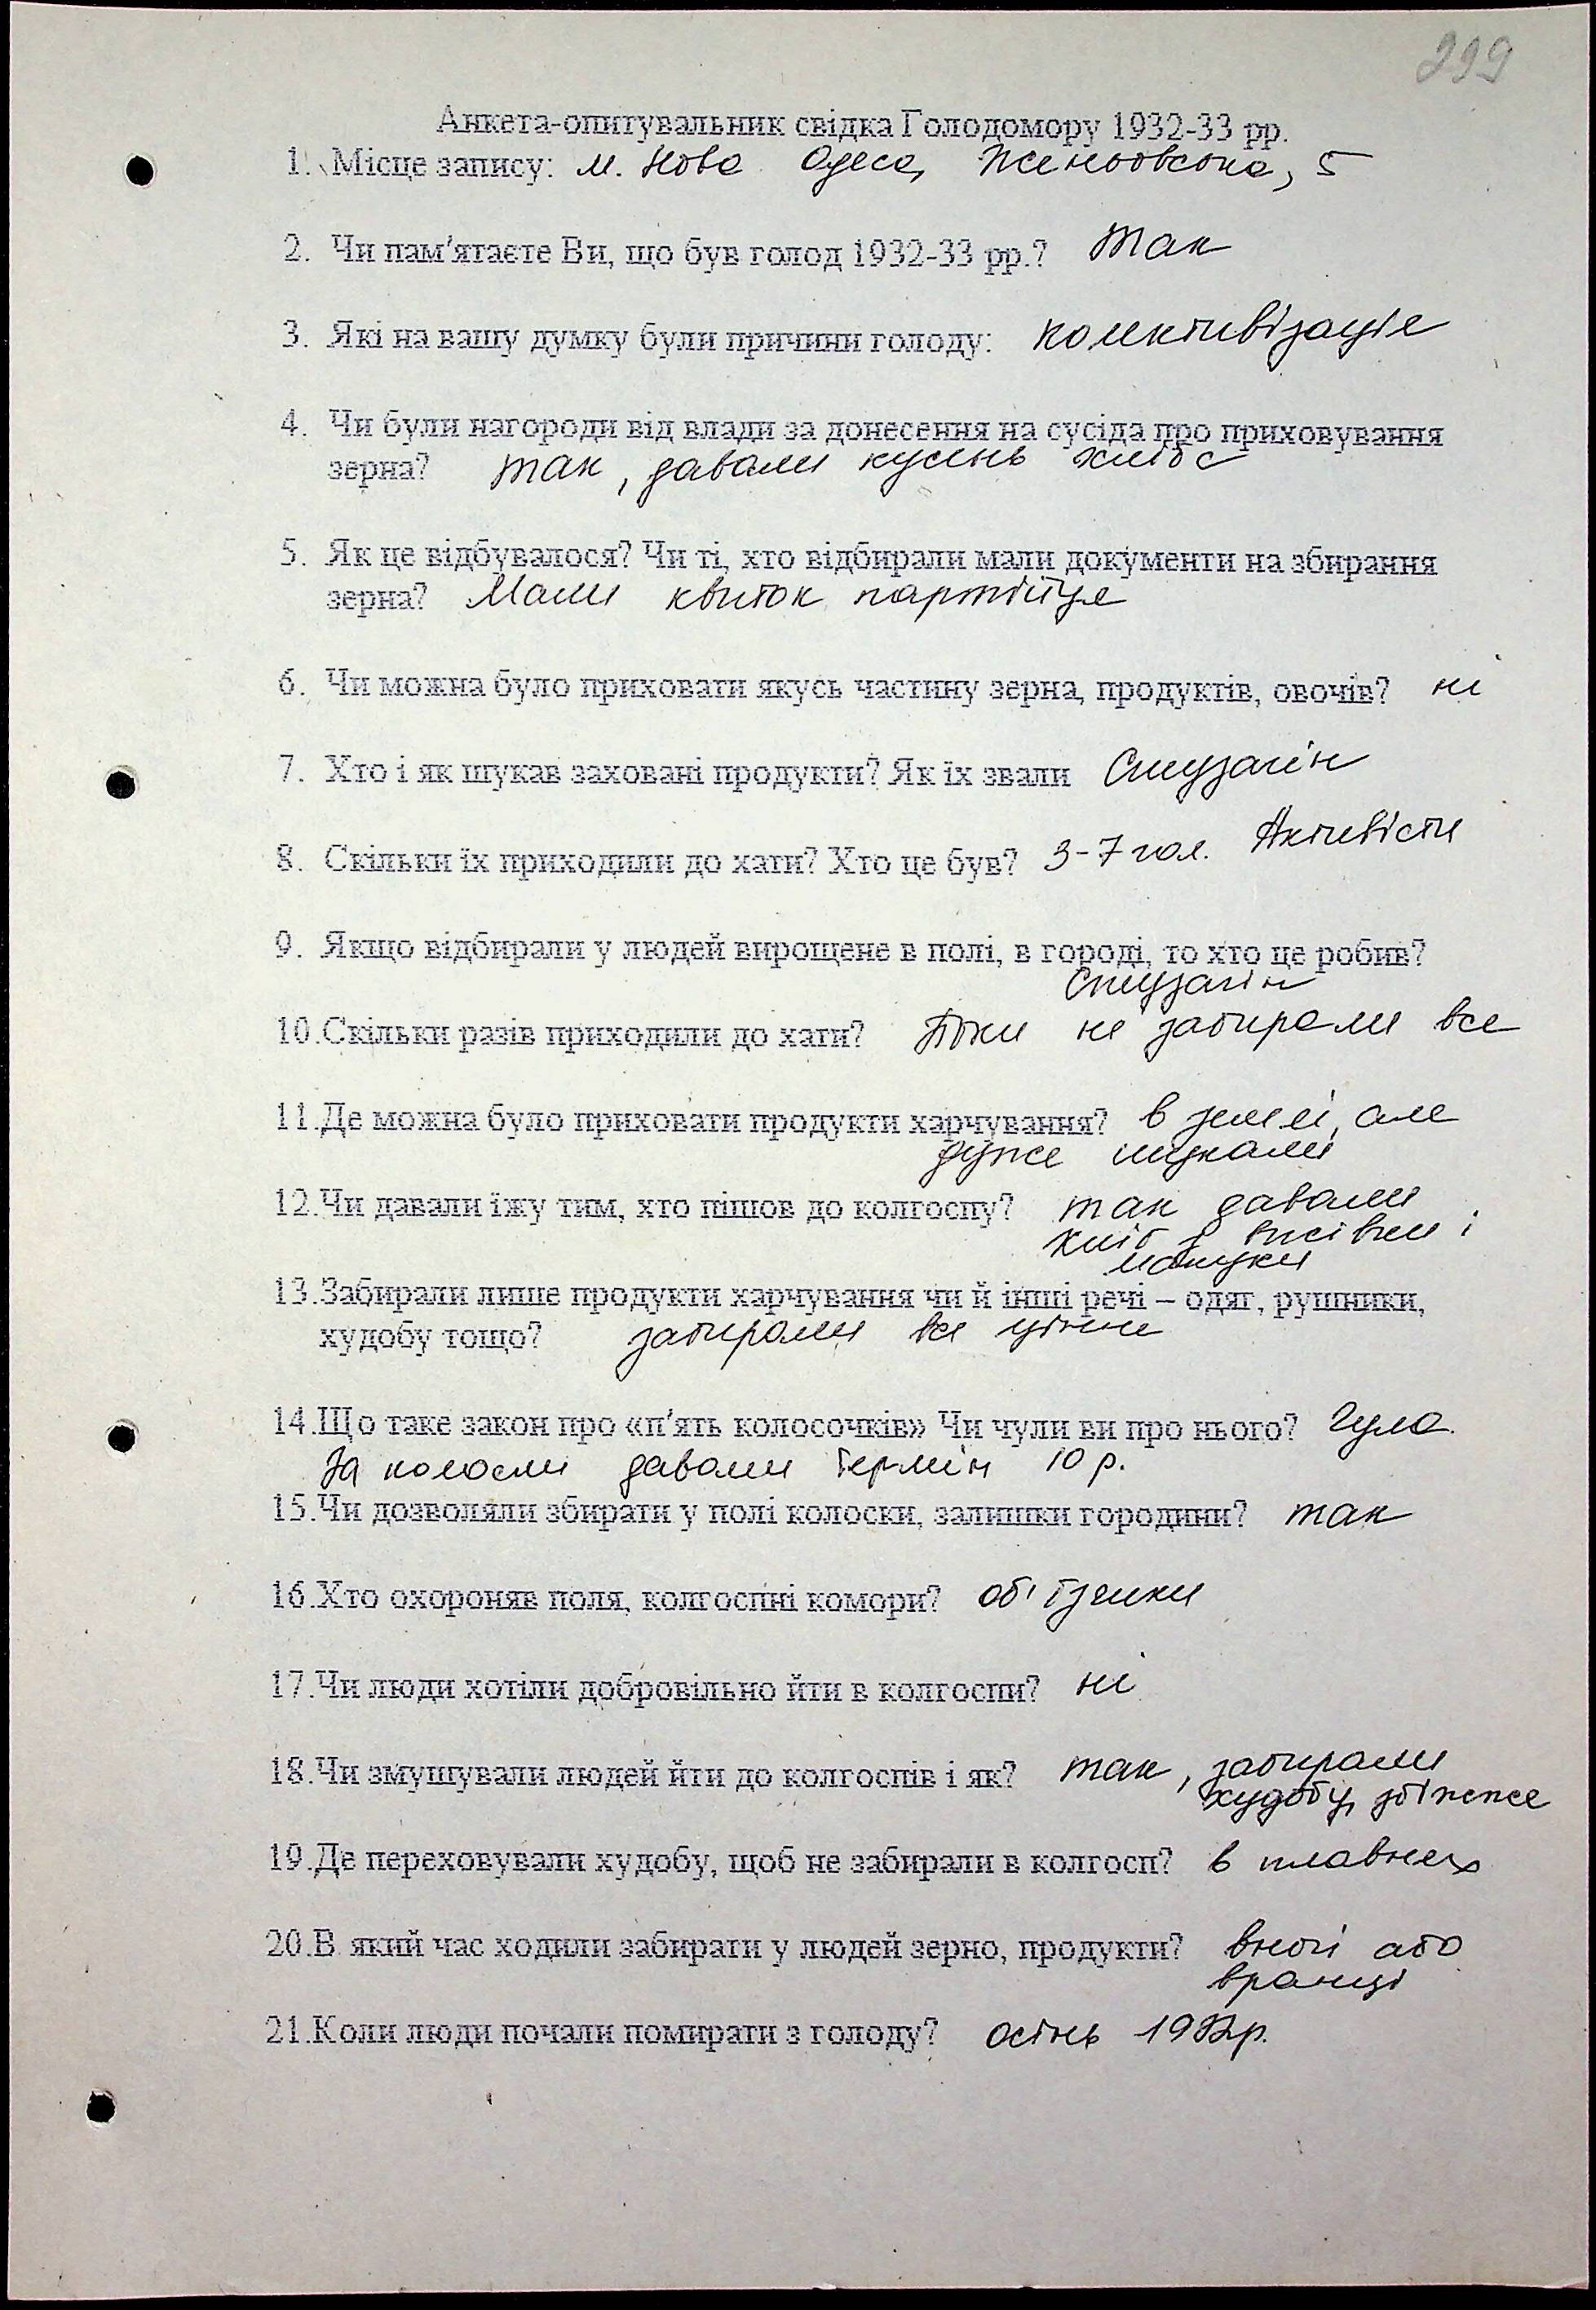 299
Анкета-опитувальник свідка Голодомору 1932-33 рр.
1. Місце запису: м. Нова Одеса, 5
2. Чи пам'ятаєте Ви, що був голод 1932-33 рр.? Так
3. Які на вашу думку були причини голоду: колективізація
4. Чи були нагороди від влади за донесення на сусіда про приховування
зерна? так, давали кусень хліба
5. Як це відбувалося? Чи ті, хто відбирали мали документи на збирання
зерна? Мали квиток партійця
6. Чи можна було приховати якусь частину зерна, продуктів, овочів? ні
7. Хто і як шукав заховані продукти? Як їх звали Спецзагін
8. Скільки їх приходили до хати? Хто це був? 3-7 чол. Активісти
9. Якщо відбирали у людей вирощене в полі, в городі, то хто це робив?
Спецзагін
10.Скільки разів приходили до хати? Поки не забирали все
11.Де можна було приховати продукти харчування? в землі, але
дуже шукали
12.Чи давали їжу тим, хто пішов до колгоспу? так давали
хліб з висівки і
макухи
13.Забирали лише продукти харчування чи й інші речі – одяг, рушники,
худобу тощо? забирали все цінне
14.Що таке закон про «п'ять колосочків» Чи чули ви про нього? Чула.
За колоски давали термін 10 р.
15.Чи дозволяли збирати у полі колоски, залишки городини? так
16.Хто охороняв поля, колгоспні комори? об'їзчики
17.Чи люди хотіли добровільно йти в колгоспи? ні
18.Чи змушували людей йти до колгоспів і як? так, забирали
худобу, збіжжя
19.Де переховували худобу, щоб не забирали в колгосп? в плавнях
20.В який час ходили забирати у людей зерно, продукти? вночі або
вранці
21.Коли люди почали помирати з голоду? осінь 1932р.